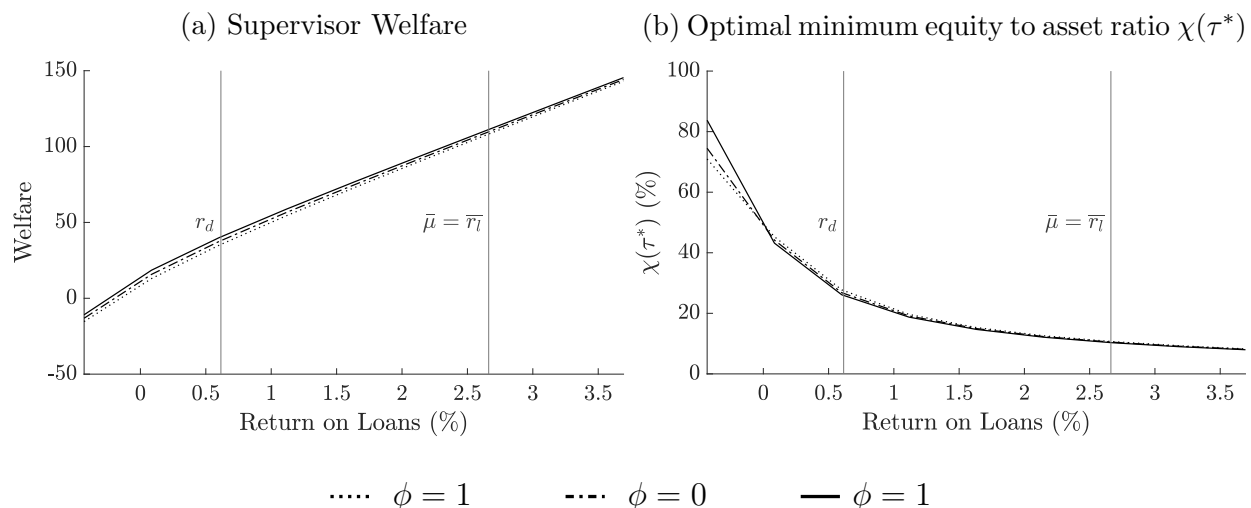 (a) Supervisor Welfare
(b) Optimal minimum equity to asset ratio χ(τ*)
150
100
50
0
-50
Welfare
r_d
μ̄ = r̄_l
0 0.5 1 1.5 2 2.5 3 3.5
Return on Loans (%)
100
80
60
40
20
0
χ(τ*) (%)
r_d
μ̄ = r̄_l
0 0.5 1 1.5 2 2.5 3 3.5
Return on Loans (%)
ϕ = 1 ϕ = 0 ϕ = 1